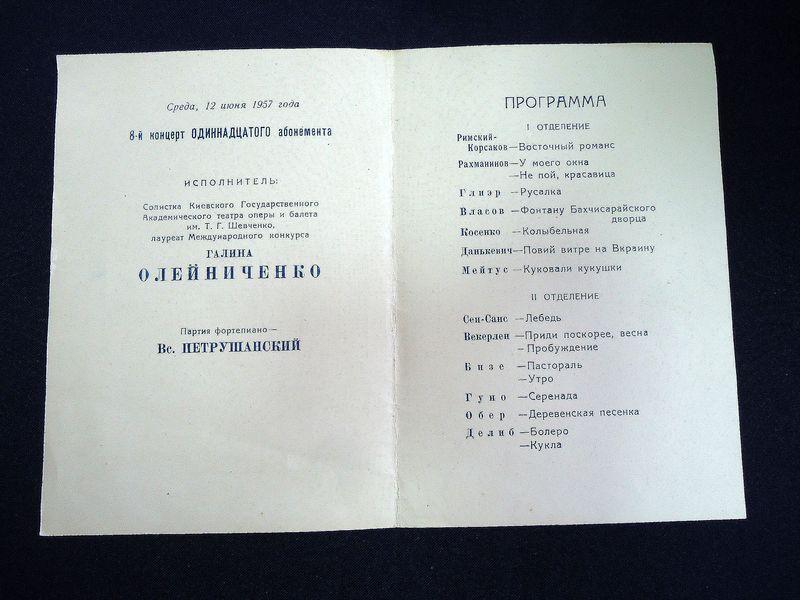 Среда, 12 июня 1957 года
8-й концерт ОДИННАДЦАТОГО абонемента
ИСПОЛНИТЕЛЬ:
Солистка Киевского Государственного
Академического театра оперы и балета
им. Т. Г. Шевченко,
лауреат Международного конкурса
ГАЛИНА
ОЛЕЙНИЧЕНКО
Партия фортепиано—
Вс. ПЕТРУШАНСКИЙ
ПРОГРАММА
I ОТДЕЛЕНИЕ
Римский-
Корсаков—Восточный романс
Рахманинов—У моего окна
—Не пой, красавица
Глиэр—Русалка
Власов—Фонтану Бахчисарайского
дворца
Косенко—Колыбельная
Данькевич—Повий витре на Вкраину
Мейтус—Куковали кукушки
II ОТДЕЛЕНИЕ
Сен-Санс—Лебедь
Векерлен—Приди поскорее, весна
—Пробуждение
Бизе—Пастораль
—Утро
Гуно—Серенада
Обер—Деревенская песенка
Делиб—Болеро
—Кукла